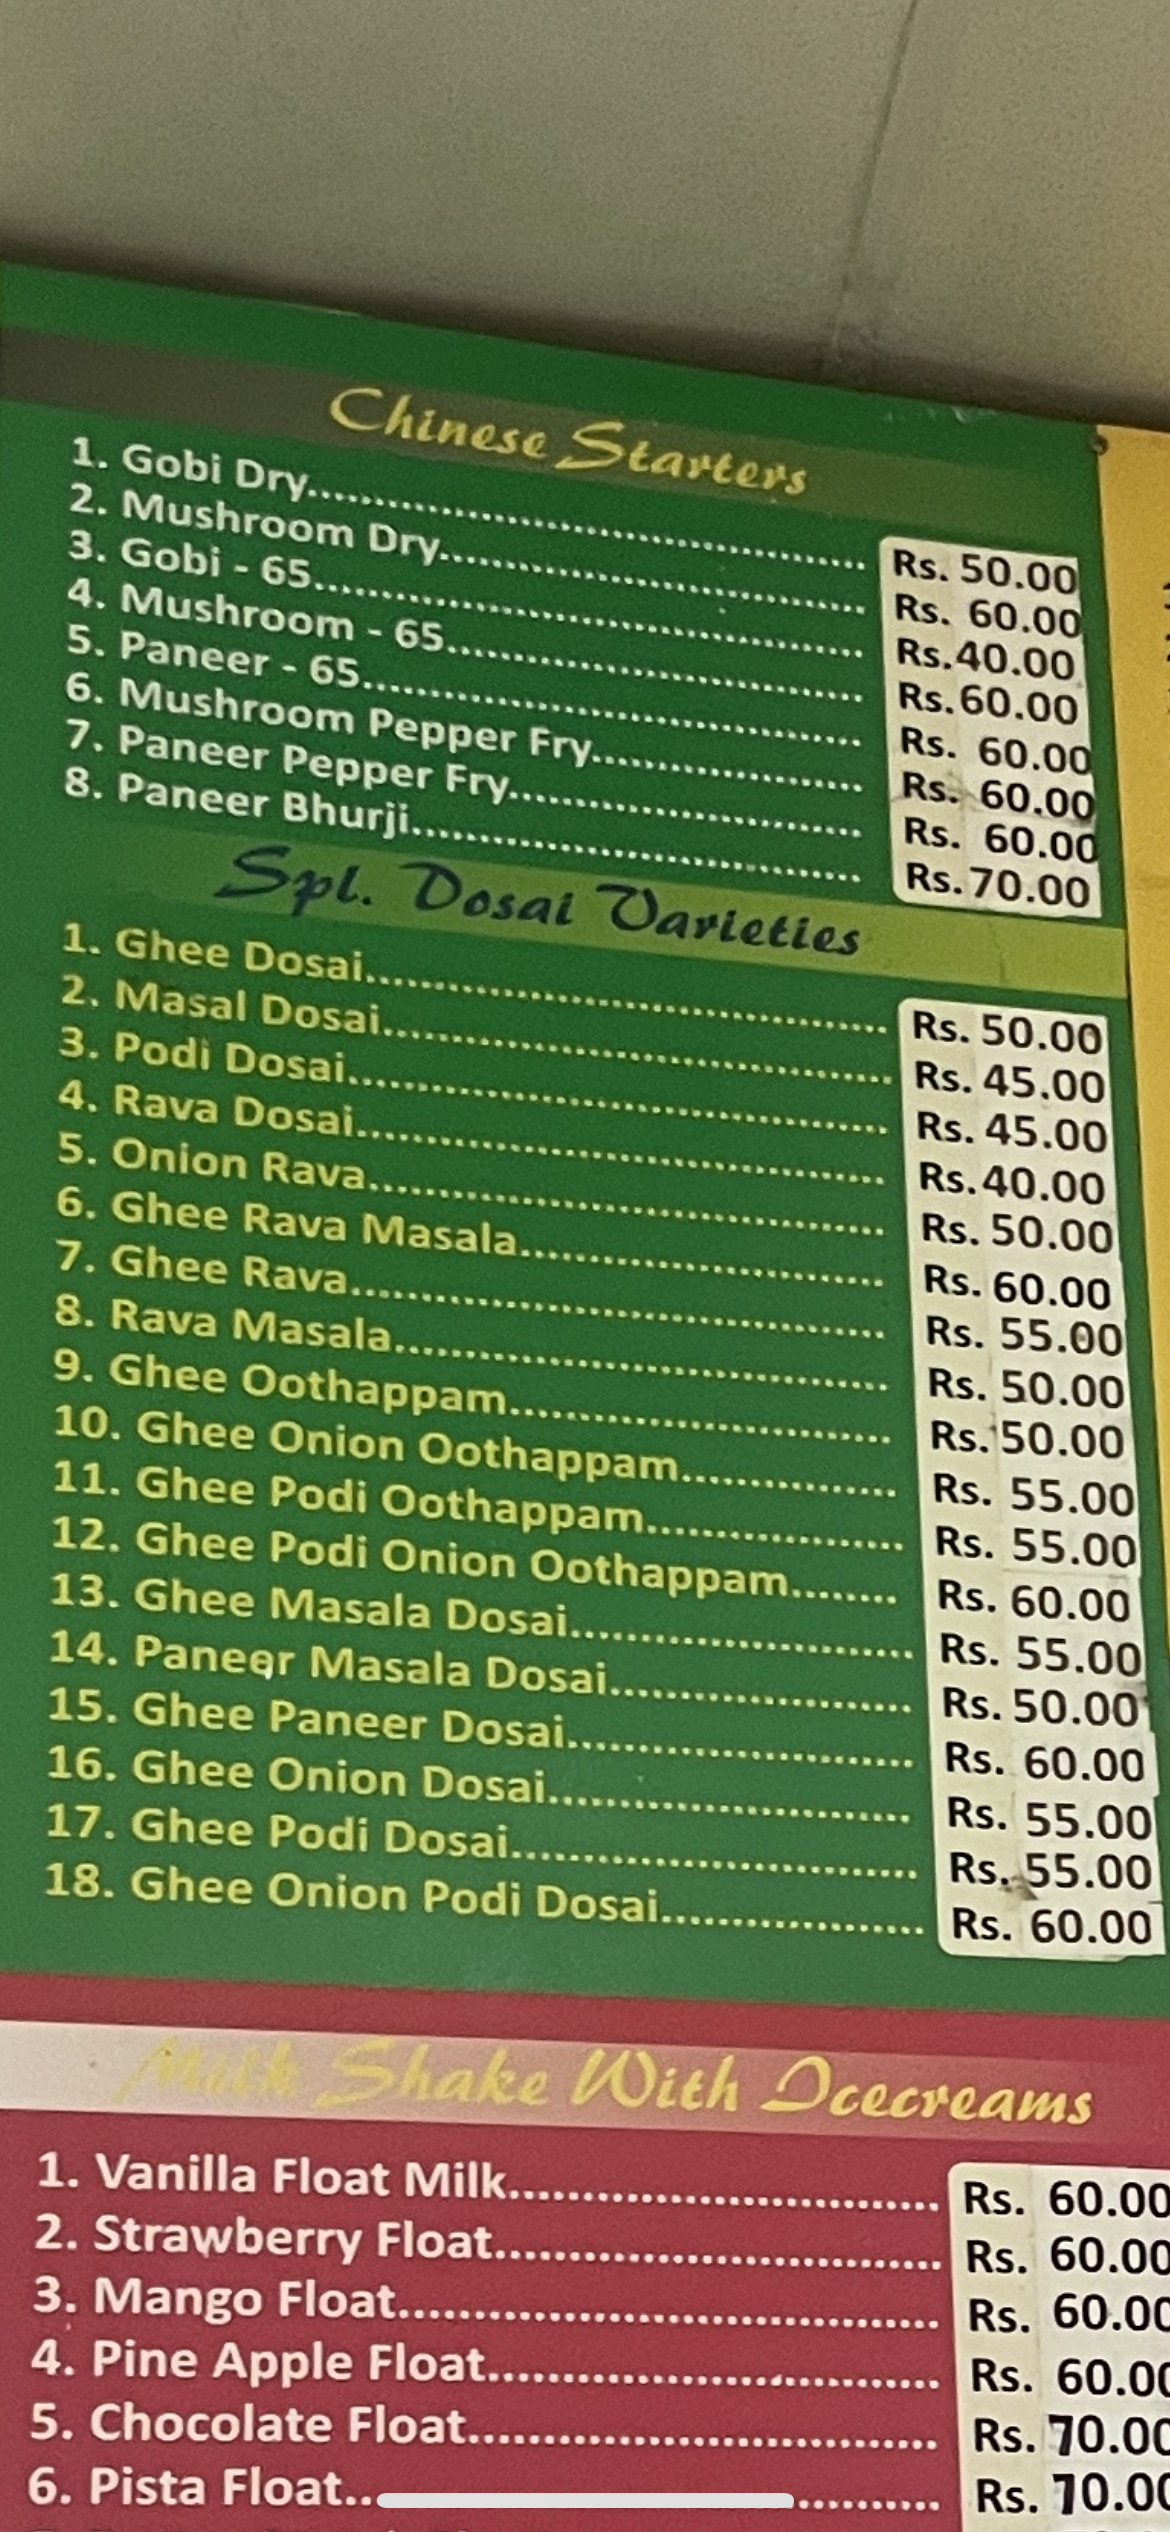 Chinese Starters
1. Gobi Dry Rs. 50.00
2. Mushroom Dry Rs. 60.00
3. Gobi - 65 Rs.40.00
4. Mushroom - 65 Rs.60.00
5. Paneer - 65 Rs. 60.00
6. Mushroom Pepper Fry Rs. 60.00
7. Paneer Pepper Fry Rs. 60.00
8. Paneer Bhurji Rs.70.00
Spl. Dosai Varieties
1. Ghee Dosai Rs. 50.00
2. Masal Dosai Rs. 45.00
3. Podi Dosai Rs. 45.00
4. Rava Dosai Rs.40.00
5. Onion Rava Rs. 50.00
6. Ghee Rava Masala Rs. 60.00
7. Ghee Rava Rs. 55.00
8. Rava Masala Rs. 50.00
9. Ghee Oothappam Rs. 50.00
10. Ghee Onion Oothappam Rs. 55.00
11. Ghee Podi Oothappam Rs. 55.00
12. Ghee Podi Onion Oothappam Rs. 60.00
13. Ghee Masala Dosai Rs. 55.00
14. Paneer Masala Dosai Rs. 50.00
15. Ghee Paneer Dosai Rs. 60.00
16. Ghee Onion Dosai Rs. 55.00
17. Ghee Podi Dosai Rs. 55.00
18. Ghee Onion Podi Dosai Rs. 60.00
Milk Shake With Icecreams
1. Vanilla Float Milk Rs. 60.00
2. Strawberry Float Rs. 60.00
3. Mango Float Rs. 60.00
4. Pine Apple Float Rs. 60.00
5. Chocolate Float Rs. 70.00
6. Pista Float Rs. 70.00